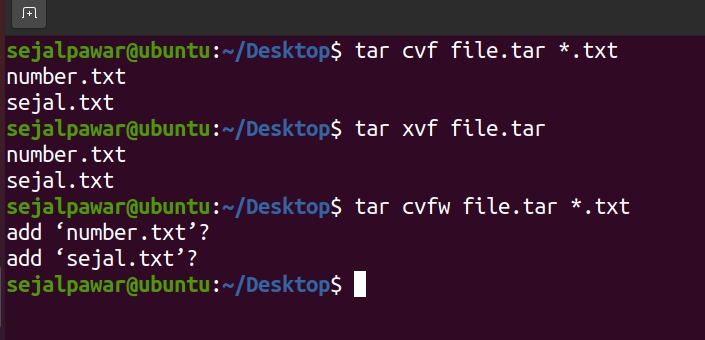 sejalpawar@ubuntu:~/Desktop$ tar cvf file.tar *.txt
number.txt
sejal.txt
sejalpawar@ubuntu:~/Desktop$ tar xvf file.tar
number.txt
sejal.txt
sejalpawar@ubuntu:~/Desktop$ tar cvfw file.tar *.txt
add ‘number.txt’?
add ‘sejal.txt’?
sejalpawar@ubuntu:~/Desktop$